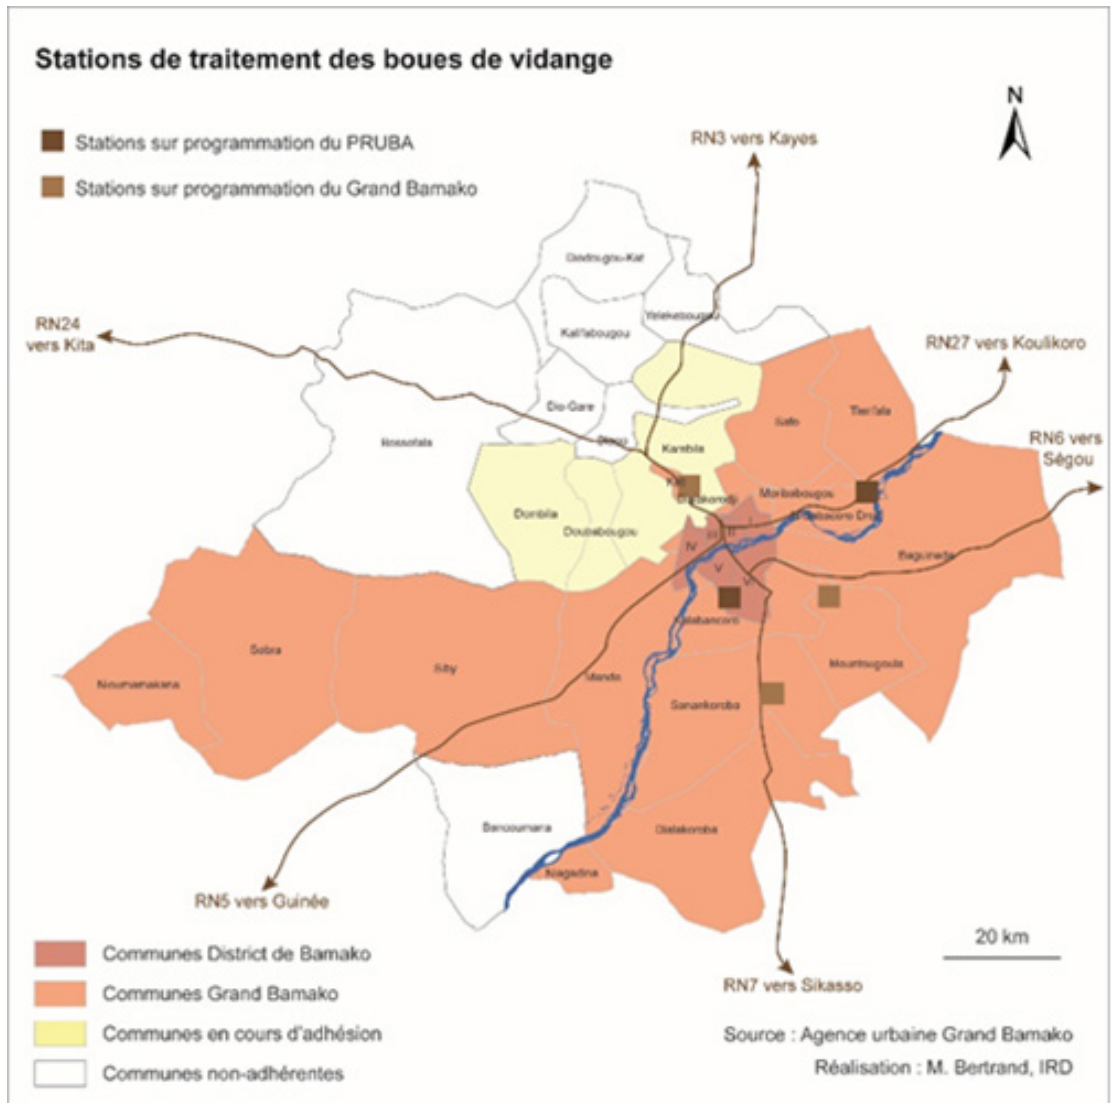 Stations de traitement des boues de vidange
Stations sur programmation du PRUBA
Stations sur programmation du Grand Bamako
N
RN3 vers Kayes
RN24
vers Kita
RN27 vers Koulikoro
RN6 vers
Ségou
Kalifabougou
Yelekebougou
Dio-Gare
Safo
Tienfala
Kambila
Kati
Moribabougou
Dombila
Doubabougou
Baguineda
I
II
III
IV
V
VI
Kalabancoro
Mountougoula
Sobra
Siby
Mande
Sanankoroba
Dialakoroba
RN5 vers Guinée
RN7 vers Sikasso
Communes District de Bamako
Communes Grand Bamako
Communes en cours d'adhésion
Communes non-adhérentes
20 km
Source : Agence urbaine Grand Bamako
Réalisation : M. Bertrand, IRD